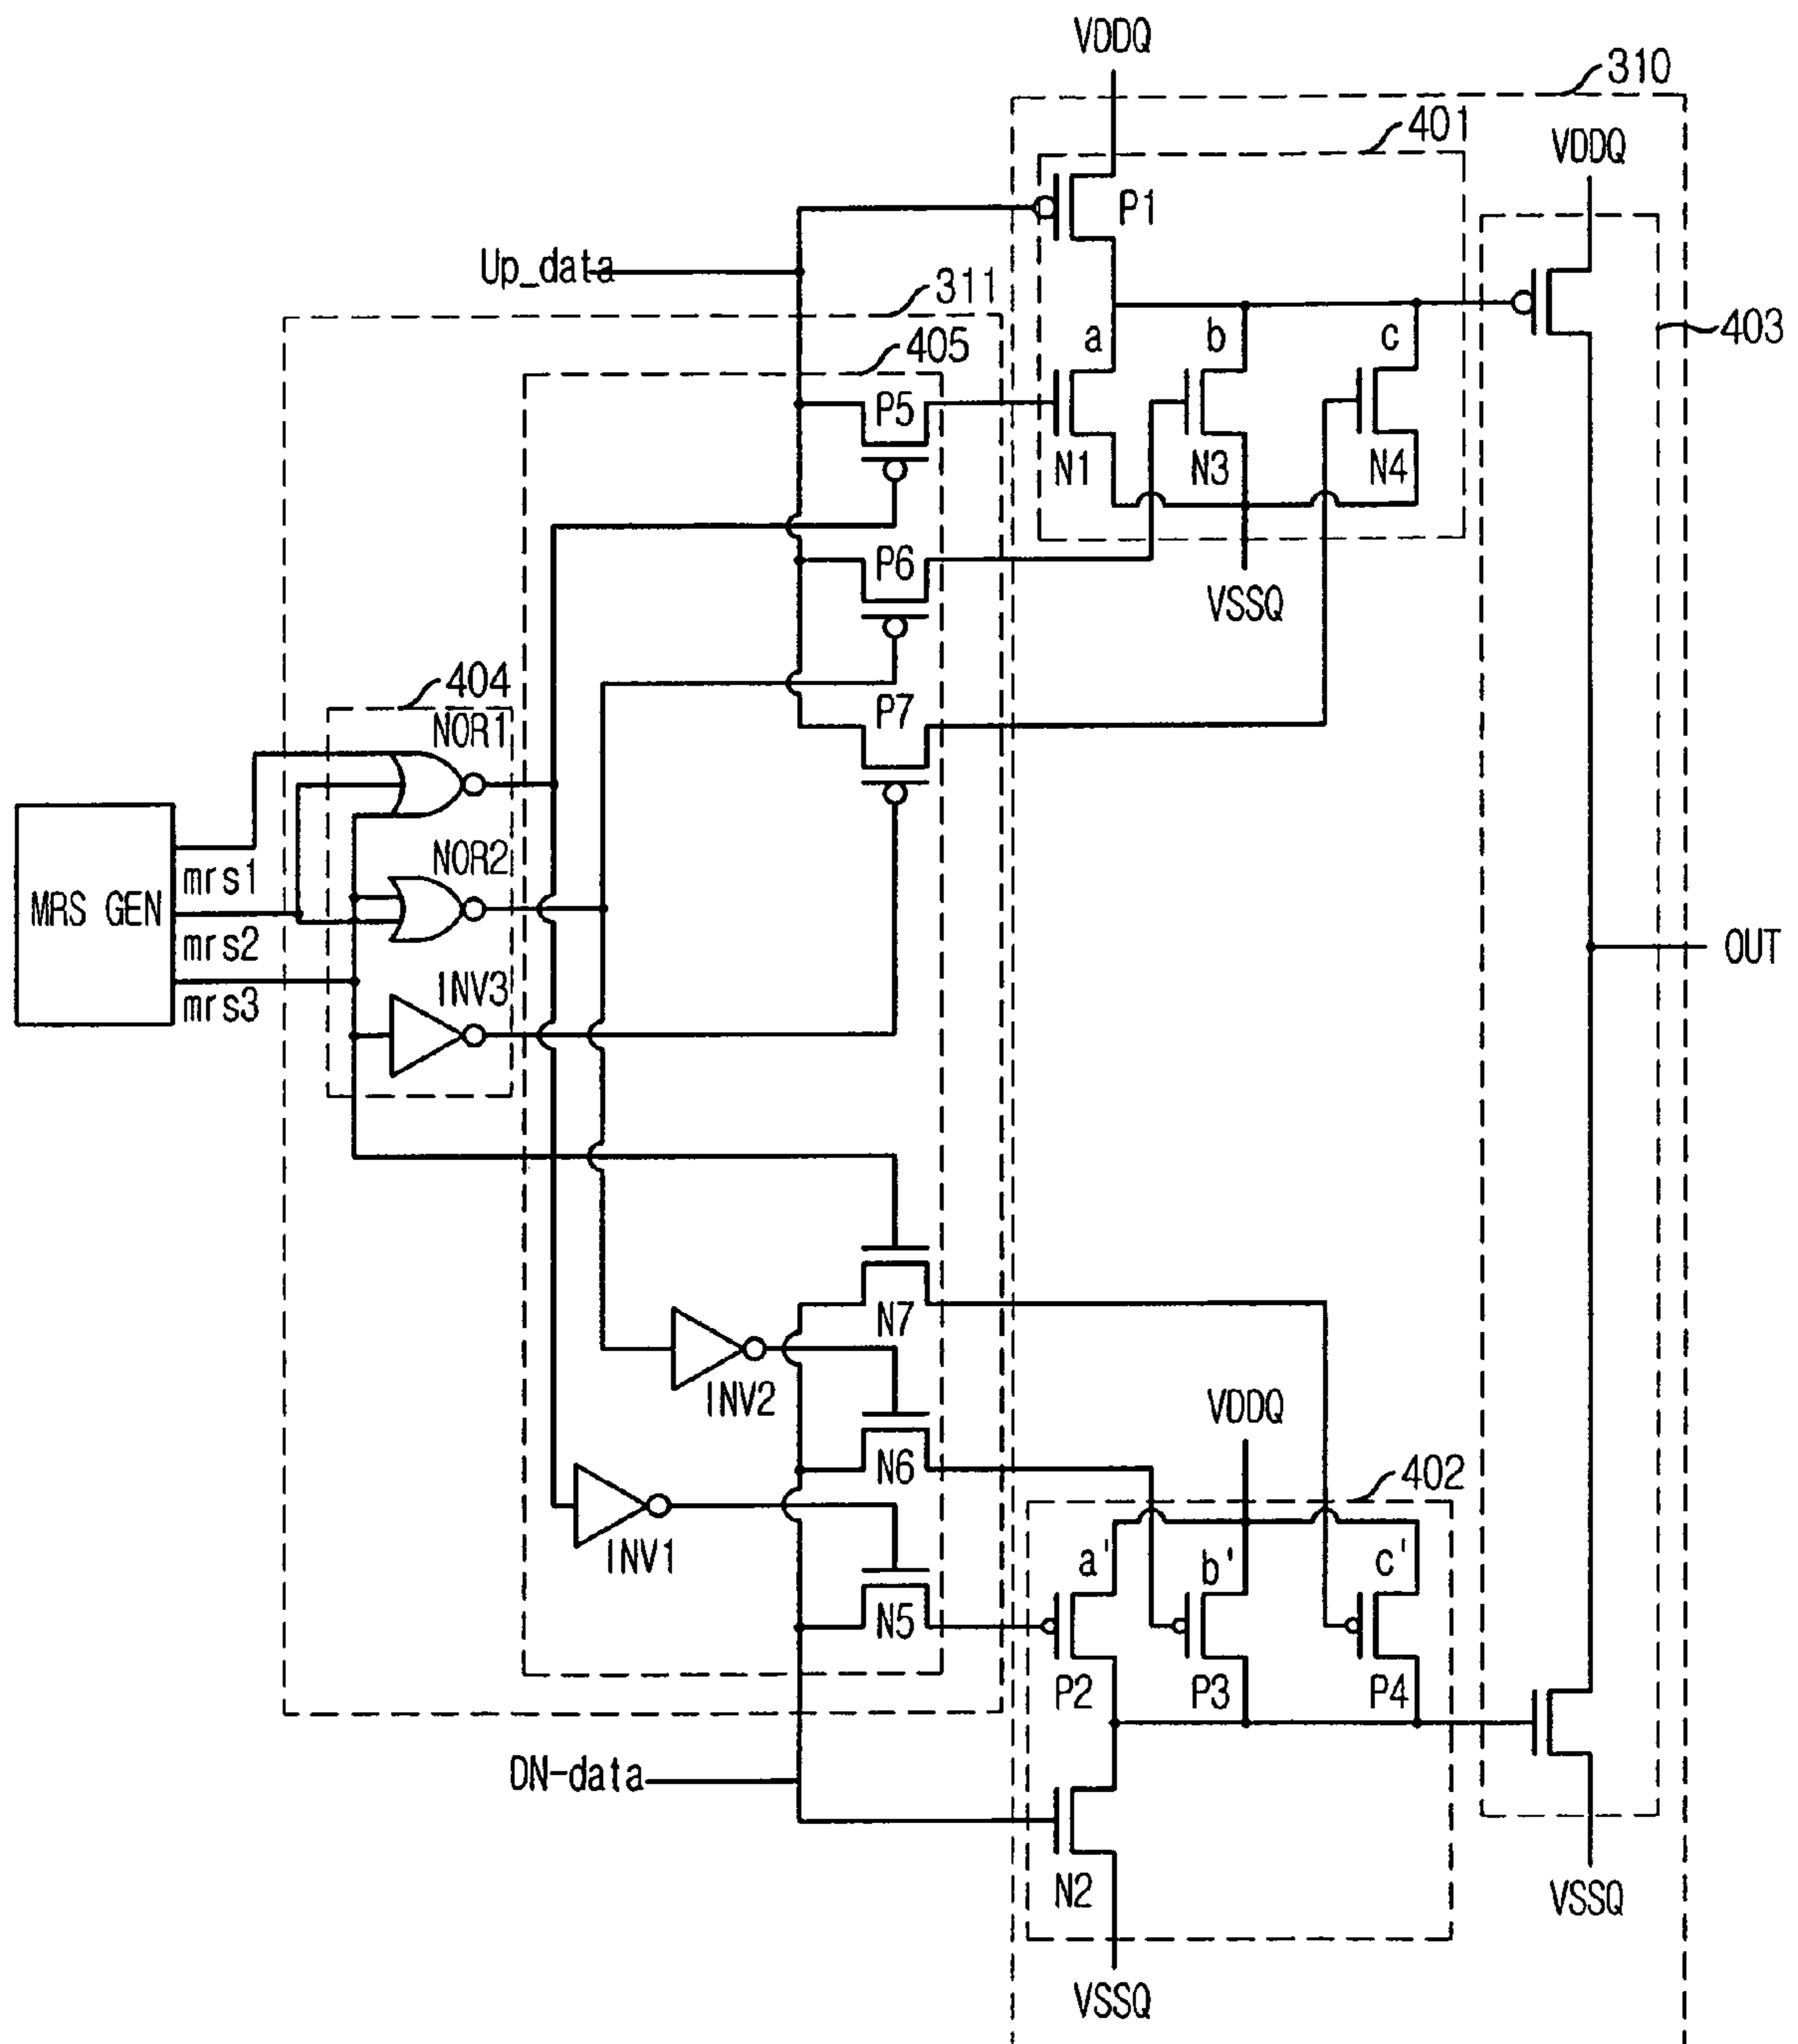 VDDQ
310
401
VDDQ
P1
Up_data
311
403
405
a
b
c
P5
N1
N3
N4
P6
VSSQ
404
P7
NOR1
NOR2
mrs1
MRS GEN
mrs2
OUT
INV3
mrs3
N7
INV2
VDDQ
N6
402
INV1
a'
b'
c'
N5
P2
P3
P4
DN-data
N2
VSSQ
VSSQ